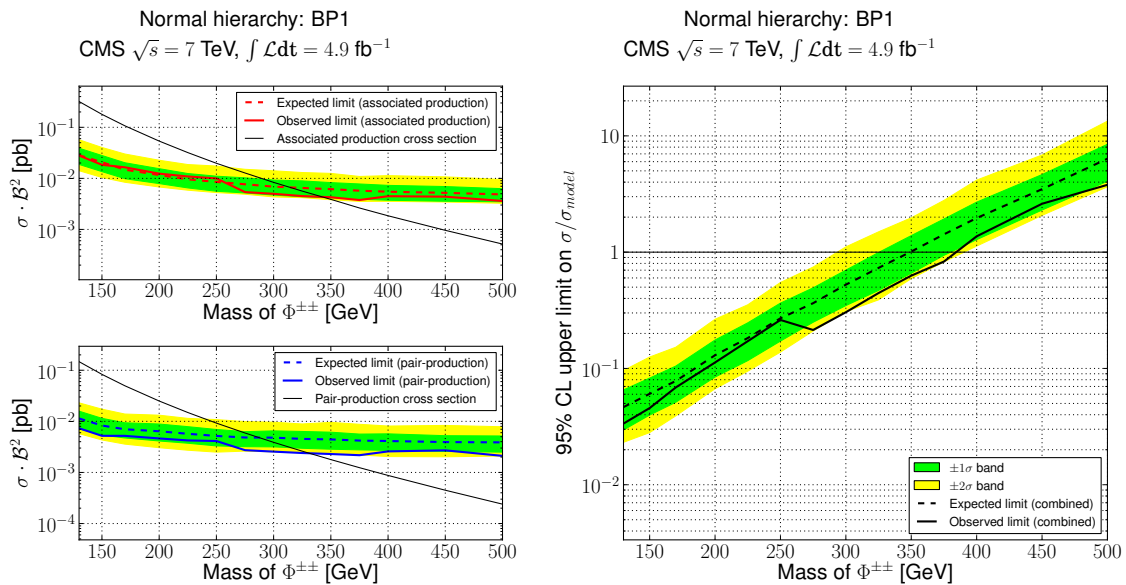 Normal hierarchy: BP1
CMS √s = 7 TeV, ∫ ℒdt = 4.9 fb⁻¹
σ · ℬ² [pb]
10⁻¹
10⁻²
10⁻³
Expected limit (associated production)
Observed limit (associated production)
Associated production cross section
150 200 250 300 350 400 450 500
Mass of Φ±± [GeV]
σ · ℬ² [pb]
10⁻¹
10⁻²
10⁻³
10⁻⁴
Expected limit (pair-production)
Observed limit (pair-production)
Pair-production cross section
150 200 250 300 350 400 450 500
Mass of Φ±± [GeV]
Normal hierarchy: BP1
CMS √s = 7 TeV, ∫ ℒdt = 4.9 fb⁻¹
95% CL upper limit on σ/σ_model
10
1
10⁻¹
10⁻²
±1σ band
±2σ band
Expected limit (combined)
Observed limit (combined)
150 200 250 300 350 400 450 500
Mass of Φ±± [GeV]